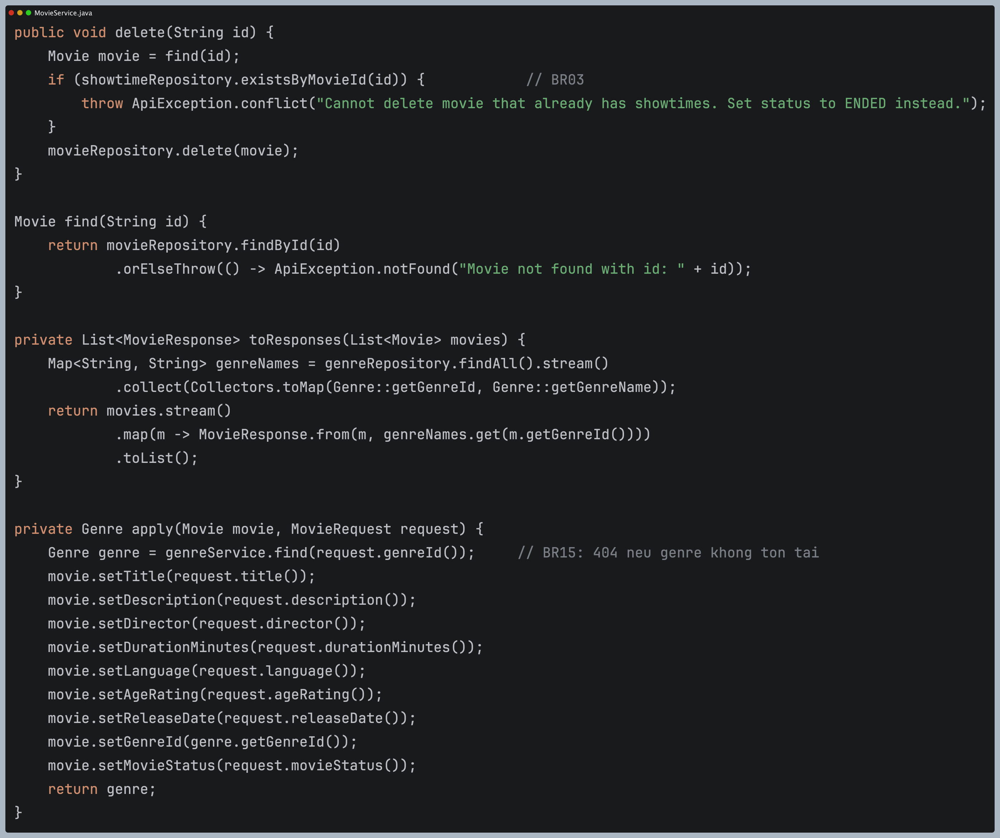 MovieService.java
public void delete(String id) {
    Movie movie = find(id);
    if (showtimeRepository.existsByMovieId(id)) {            // BR03
        throw ApiException.conflict("Cannot delete movie that already has showtimes. Set status to ENDED instead.");
    }
    movieRepository.delete(movie);
}

Movie find(String id) {
    return movieRepository.findById(id)
            .orElseThrow(() -> ApiException.notFound("Movie not found with id: " + id));
}

private List<MovieResponse> toResponses(List<Movie> movies) {
    Map<String, String> genreNames = genreRepository.findAll().stream()
            .collect(Collectors.toMap(Genre::getGenreId, Genre::getGenreName));
    return movies.stream()
            .map(m -> MovieResponse.from(m, genreNames.get(m.getGenreId())))
            .toList();
}

private Genre apply(Movie movie, MovieRequest request) {
    Genre genre = genreService.find(request.genreId());     // BR15: 404 neu genre khong ton tai
    movie.setTitle(request.title());
    movie.setDescription(request.description());
    movie.setDirector(request.director());
    movie.setDurationMinutes(request.durationMinutes());
    movie.setLanguage(request.language());
    movie.setAgeRating(request.ageRating());
    movie.setReleaseDate(request.releaseDate());
    movie.setGenreId(genre.getGenreId());
    movie.setMovieStatus(request.movieStatus());
    return genre;
}